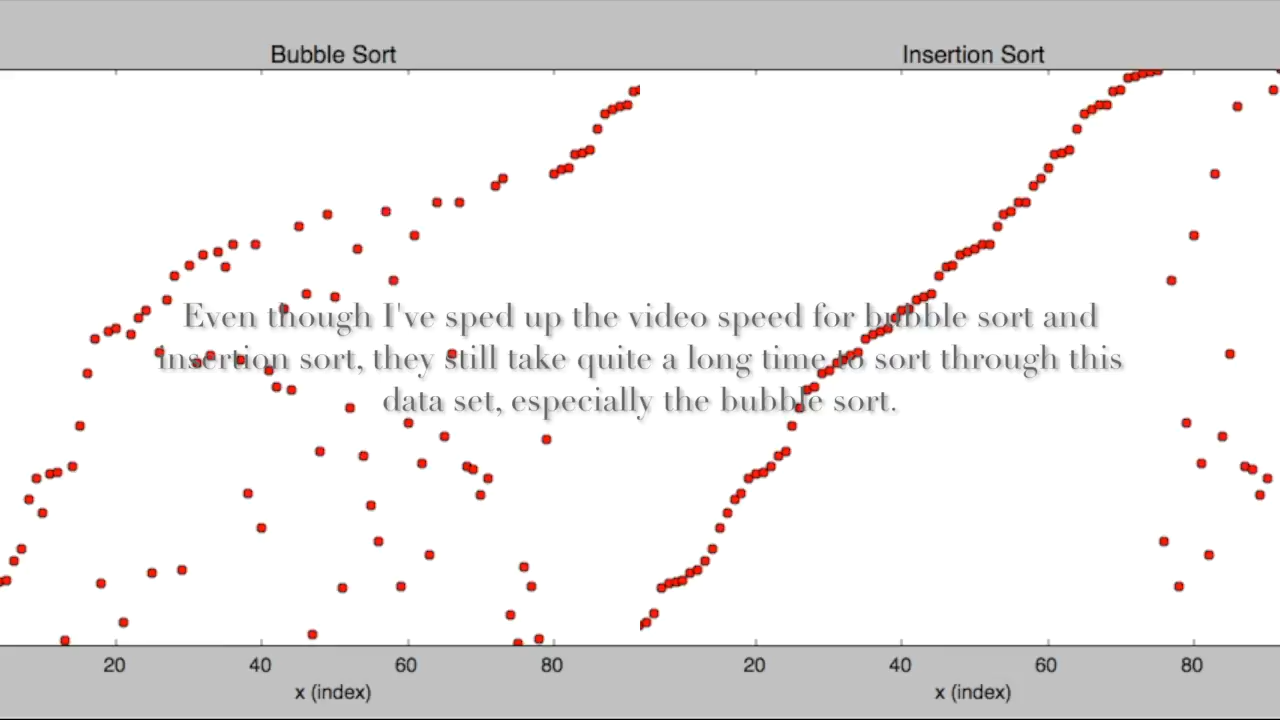 Bubble Sort
Insertion Sort
Even though I've sped up the video speed for bubble sort and
insertion sort, they still take quite a long time to sort through this
data set, especially the bubble sort.
20 40 60 80
20 40 60 80
x (index)
x (index)